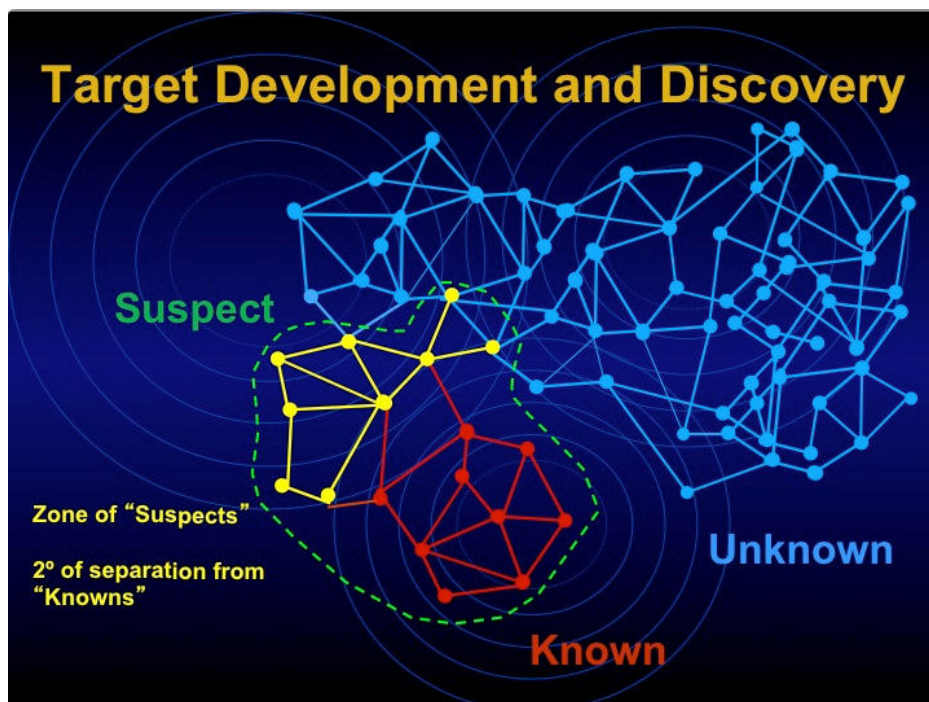 Target Development and Discovery
Suspect
Zone of “Suspects”
2º of separation from
“Knowns”
Unknown
Known